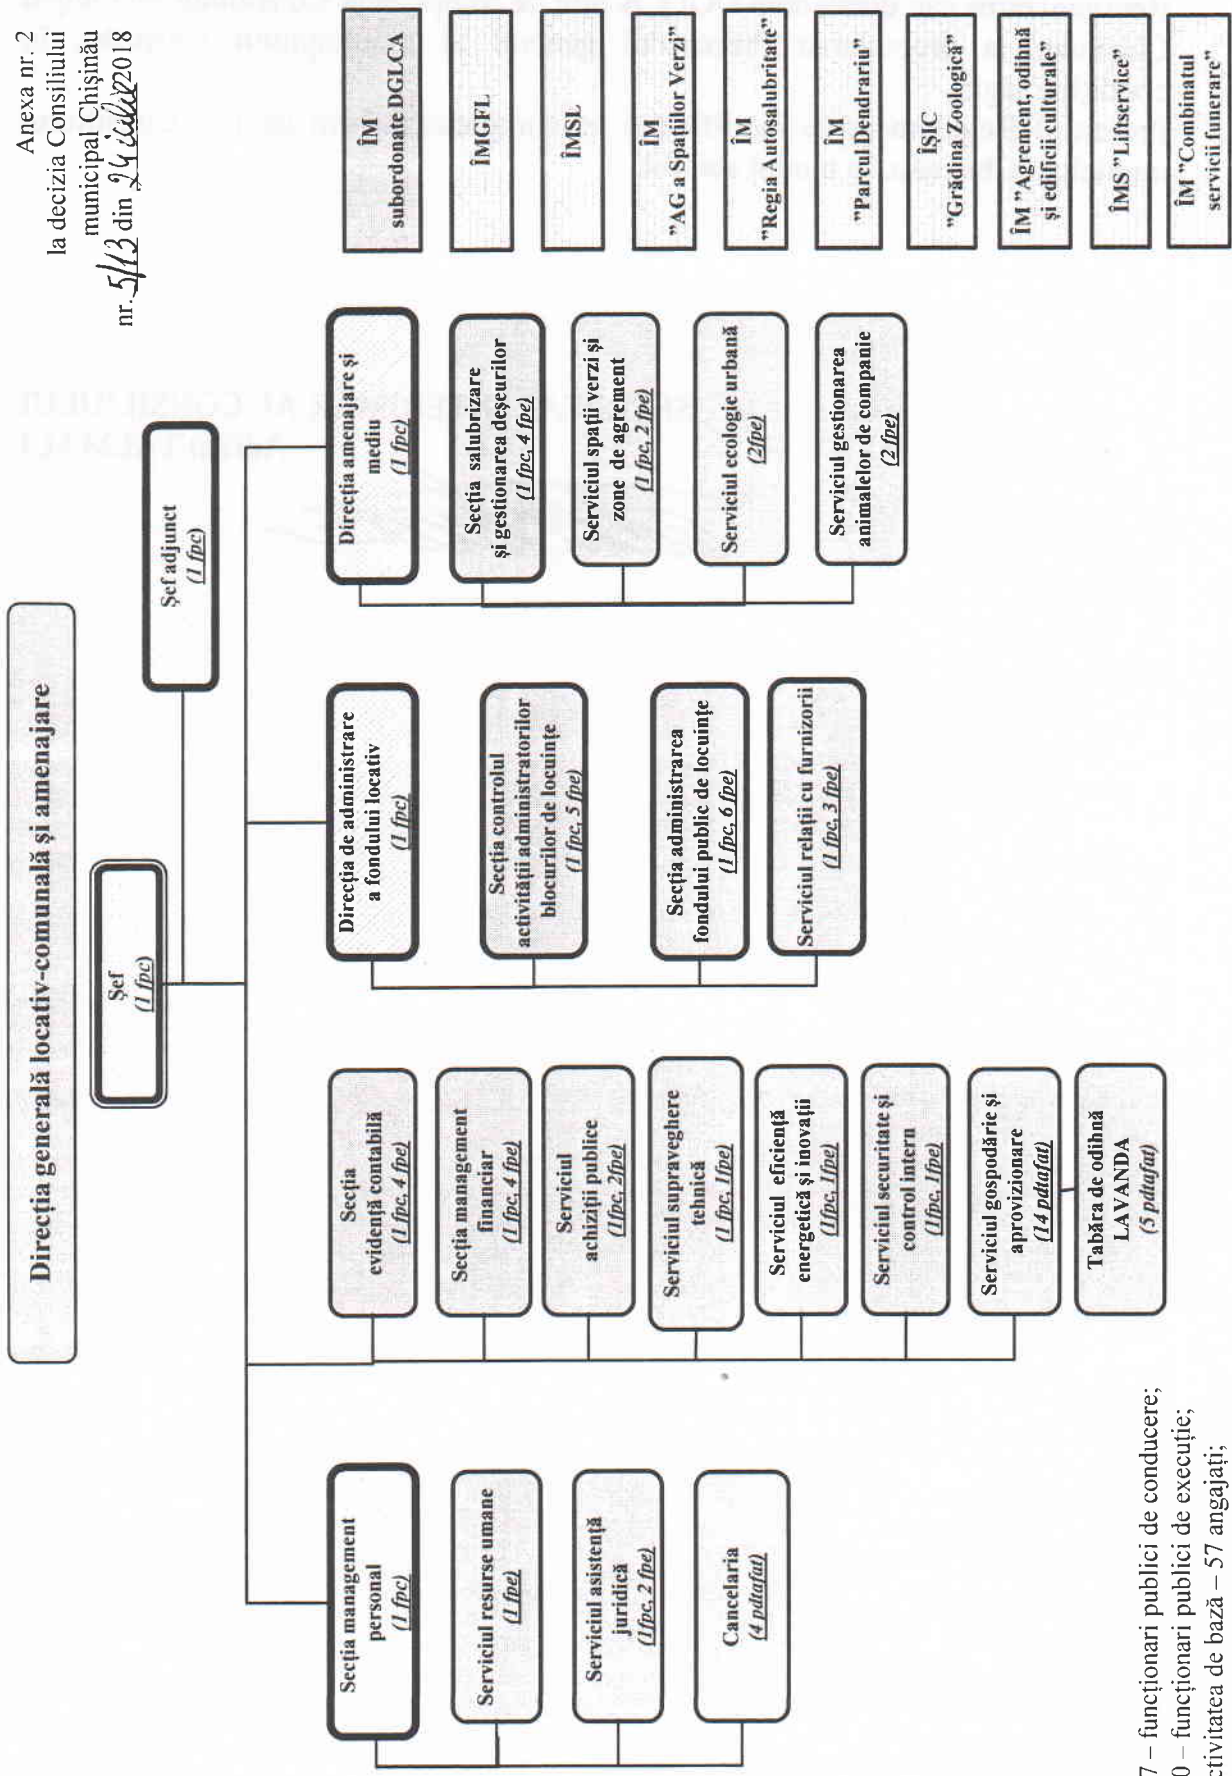 Anexa nr. 2
la decizia Consiliului
municipal Chișinău
nr. 5/13 din 24 iulie 2018
Direcția generală locativ-comunală și amenajare
Șef
(1 fpc)
Șef adjunct
(1 fpc)
Secția management
personal
(1 fpc)
Serviciul resurse umane
(1 fpe)
Serviciul asistență
juridică
(1fpc, 2 fpe)
Cancelaria
(4 pdtafat)
Secția
evidență contabilă
(1 fpc, 4 fpe)
Secția management
financiar
(1 fpc, 4 fpe)
Serviciul
achiziții publice
(1fpc, 2fpe)
Serviciul supraveghere
tehnică
(1 fpc, 1fpe)
Serviciul eficiență
energetică și inovații
(1fpc, 1fpe)
Serviciul securitate și
control intern
(1fpc, 1fpe)
Serviciul gospodărie și
aprovizionare
(14 pdtafat)
Tabăra de odihnă
LAVANDA
(5 pdtafat)
Direcția de administrare
a fondului locativ
(1 fpc)
Secția controlul
activității administratorilor
blocurilor de locuințe
(1 fpc, 5 fpe)
Secția administrarea
fondului public de locuințe
(1 fpc, 6 fpe)
Serviciul relații cu furnizorii
(1 fpc, 3 fpe)
Direcția amenajare și
mediu
(1 fpc)
Secția salubrizare
și gestionarea deșeurilor
(1 fpc, 4 fpe)
Serviciul spații verzi și
zone de agrement
(1 fpc, 2 fpe)
Serviciul ecologie urbană
(2fpe)
Serviciul gestionarea
animalelor de companie
(2 fpe)
ÎM
subordonate DGLCA
ÎMGFL
ÎMSL
ÎM
”AG a Spațiilor Verzi”
ÎM
”Regia Autosalubritate”
ÎM
”Parcul Dendrariu”
ÎȘIC
”Grădina Zoologică”
ÎM ”Agrement, odihnă
și edificii culturale”
ÎMS ”Liftservice”
ÎM ”Combinatul
servicii funerare”
7 – funcționari publici de conducere;
0 – funcționari publici de execuție;
ctivitatea de bază – 57 angajați;